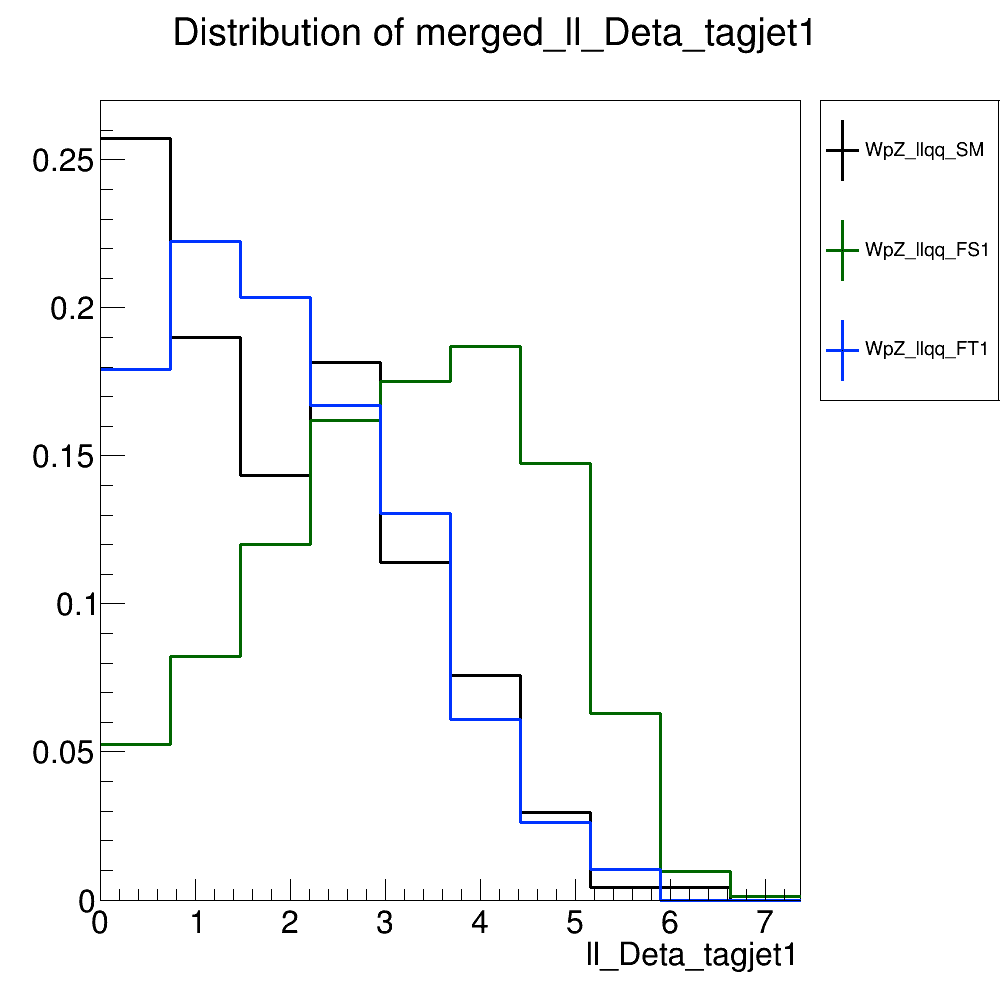 Distribution of merged_ll_Deta_tagjet1
WpZ_llqq_SM
WpZ_llqq_FS1
WpZ_llqq_FT1
0.25
0.2
0.15
0.1
0.05
0
0 1 2 3 4 5 6 7
ll_Deta_tagjet1